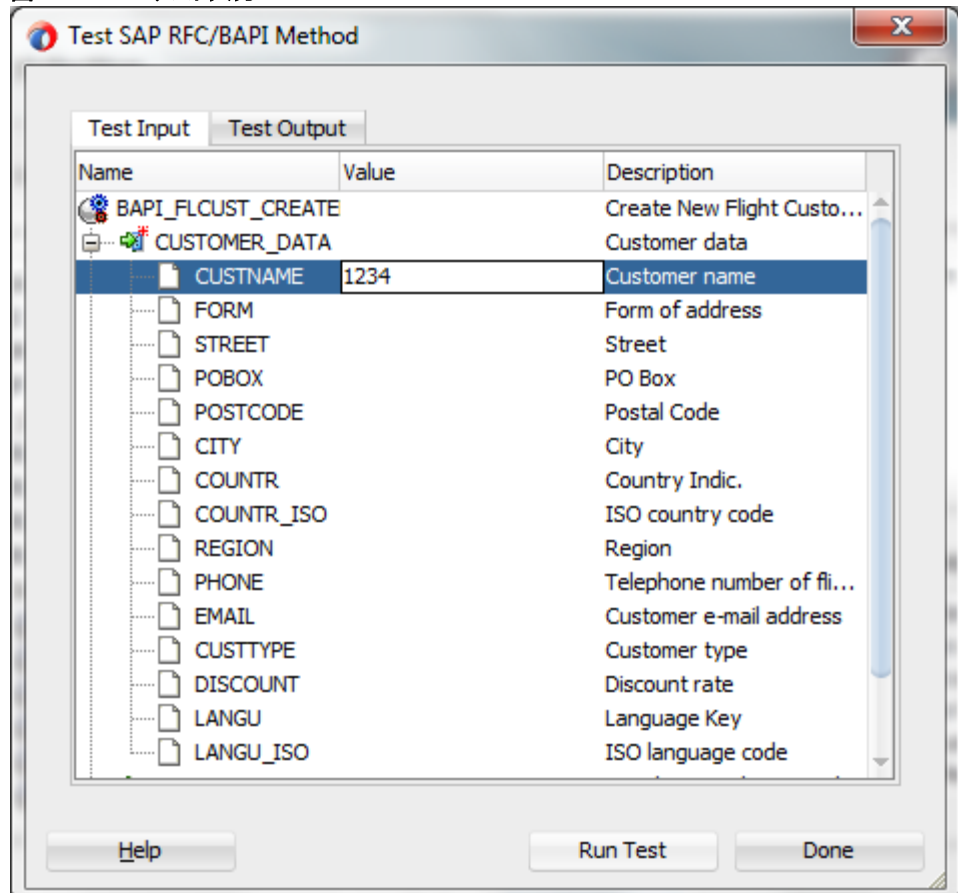 Test SAP RFC/BAPI Method
Test Input Test Output
Name Value Description
BAPI_FLCUST_CREATE Create New Flight Custo...
CUSTOMER_DATA Customer data
CUSTNAME 1234 Customer name
FORM Form of address
STREET Street
POBOX PO Box
POSTCODE Postal Code
CITY City
COUNTR Country Indic.
COUNTR_ISO ISO country code
REGION Region
PHONE Telephone number of fli...
EMAIL Customer e-mail address
CUSTTYPE Customer type
DISCOUNT Discount rate
LANGU Language Key
LANGU_ISO ISO language code
Help Run Test Done